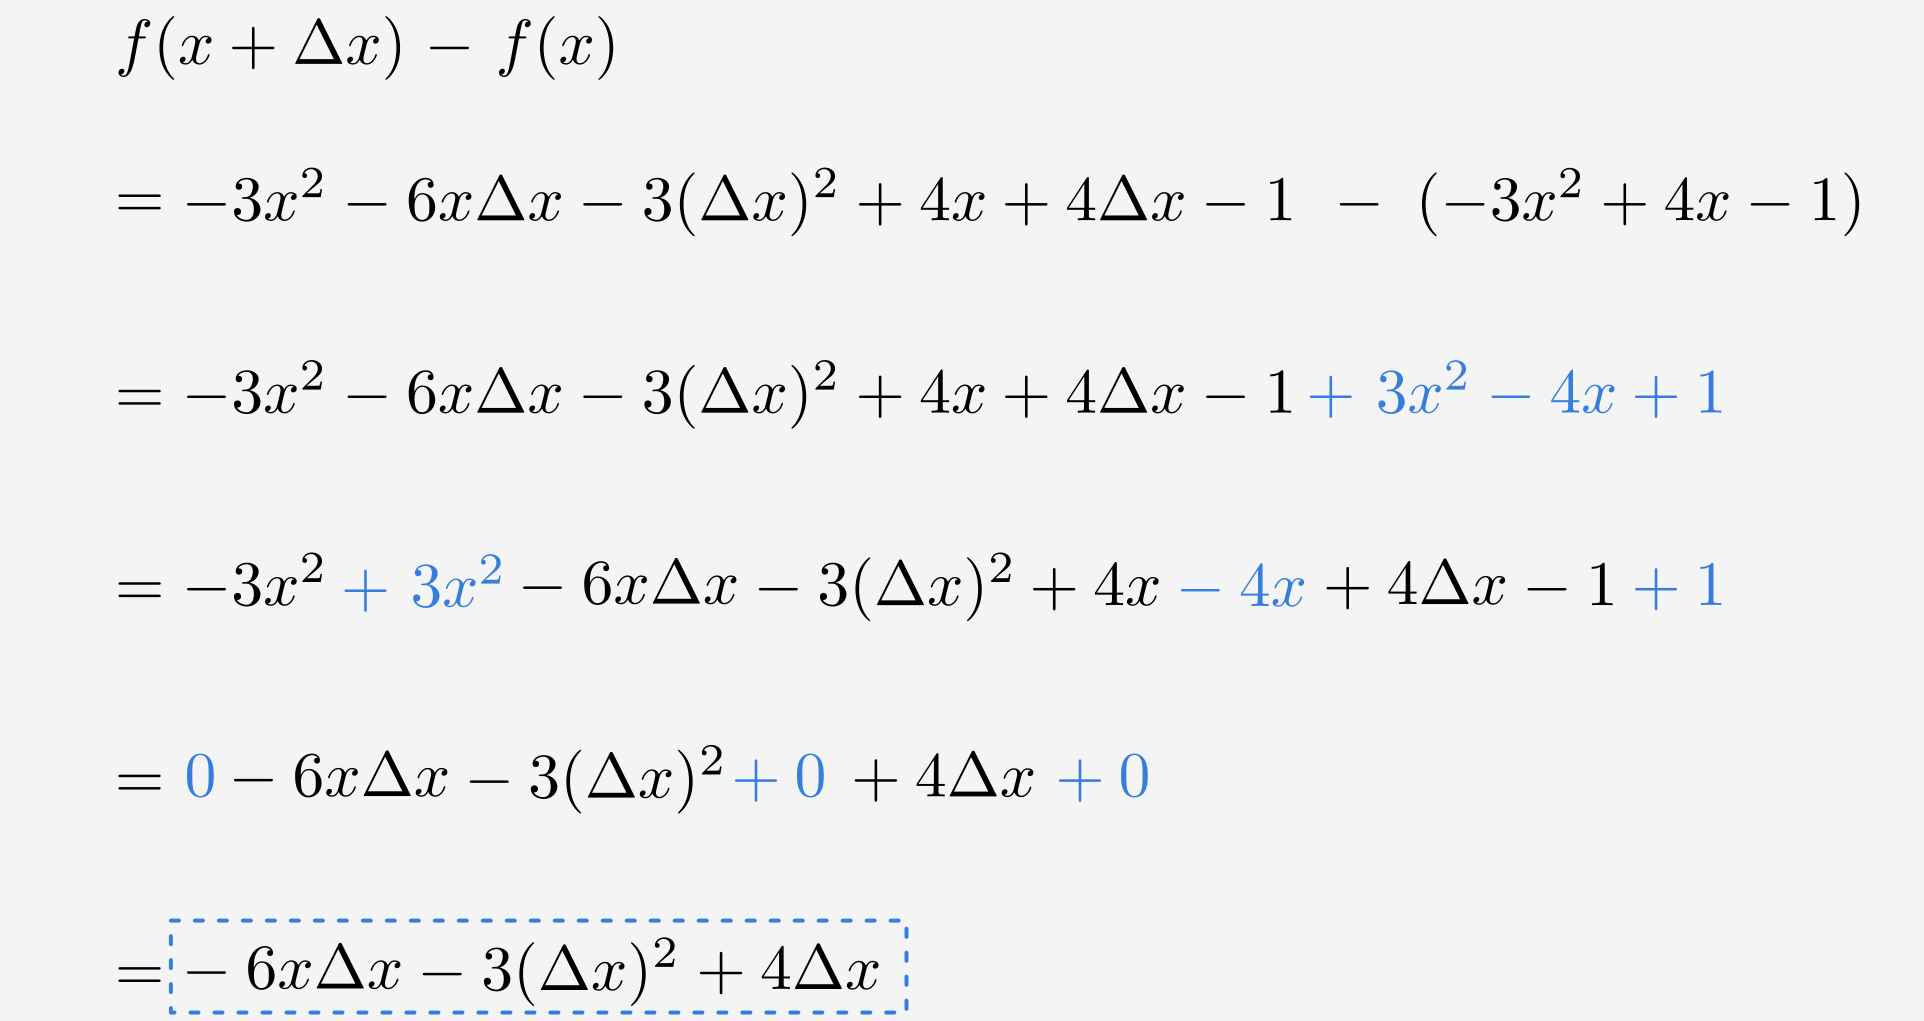 f(x + Δx) − f(x)
= −3x² − 6xΔx − 3(Δx)² + 4x + 4Δx − 1 − (−3x² + 4x − 1)
= −3x² − 6xΔx − 3(Δx)² + 4x + 4Δx − 1 + 3x² − 4x + 1
= −3x² + 3x² − 6xΔx − 3(Δx)² + 4x − 4x + 4Δx − 1 + 1
= 0 − 6xΔx − 3(Δx)² + 0 + 4Δx + 0
= − 6xΔx − 3(Δx)² + 4Δx